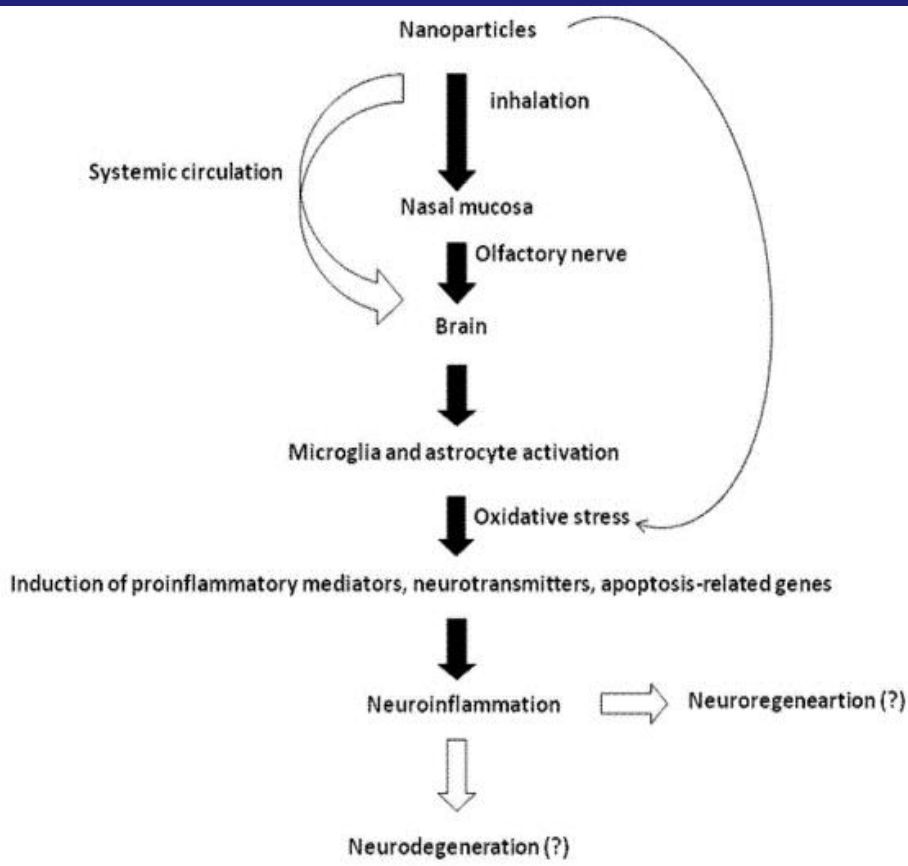 Nanoparticles
inhalation
Systemic circulation
Nasal mucosa
Olfactory nerve
Brain
Microglia and astrocyte activation
Oxidative stress
Induction of proinflammatory mediators, neurotransmitters, apoptosis-related genes
Neuroinflammation
Neuroregeneartion (?)
Neurodegeneration (?)